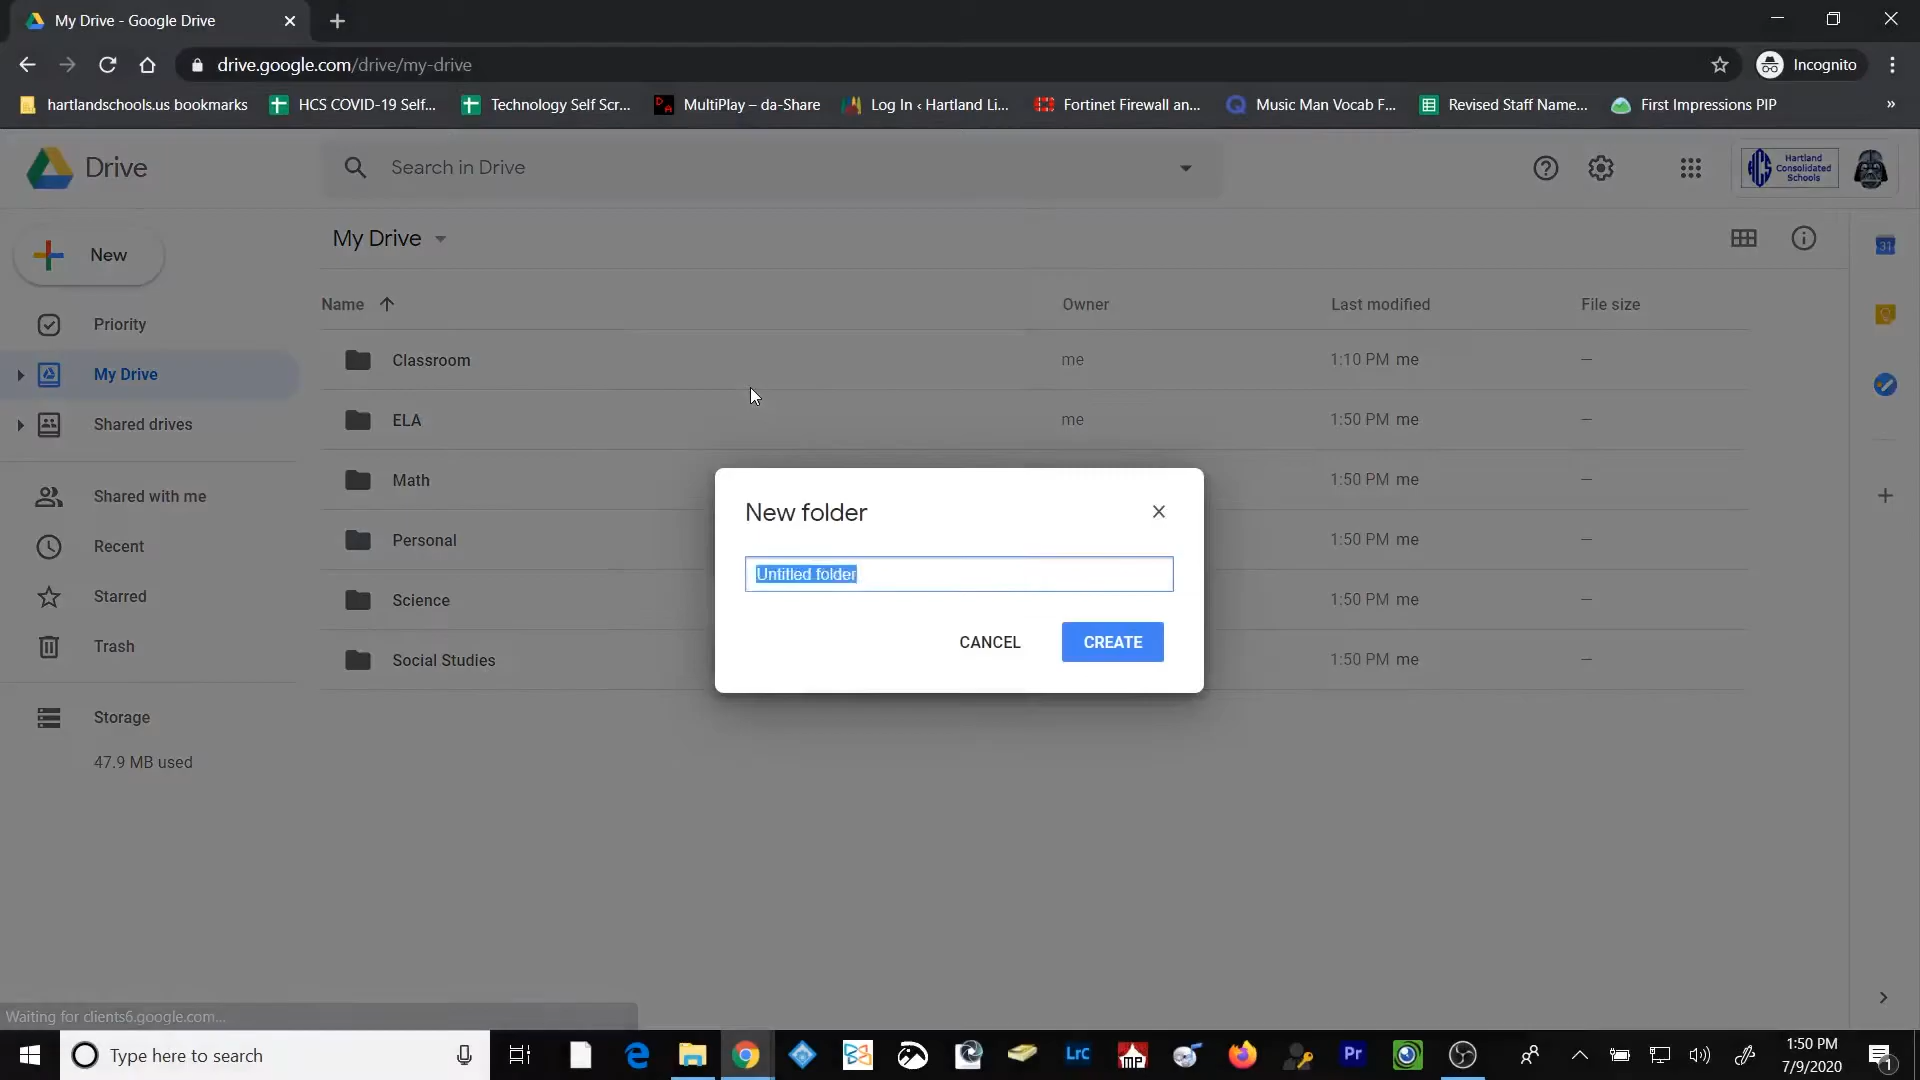 My Drive - Google Drive
drive.google.com/drive/my-drive
Incognito
hartlandschools.us bookmarks
HCS COVID-19 Self...
Technology Self Scr...
MultiPlay – da-Share
Log In ‹ Hartland Li...
Fortinet Firewall an...
Music Man Vocab F...
Revised Staff Name...
First Impressions PIP
»
Drive
Search in Drive
HCS
Hartland
Consolidated
Schools
New
My Drive
Name
Owner
Last modified
File size
Priority
My Drive
Shared drives
Shared with me
Recent
Starred
Trash
Storage
47.9 MB used
Classroom me 1:10 PM me —
ELA me 1:50 PM me —
Math 1:50 PM me —
Personal 1:50 PM me —
Science 1:50 PM me —
Social Studies 1:50 PM me —
31
New folder
Untitled folder
CANCEL
CREATE
Waiting for clients6.google.com...
Type here to search
LrC
MP
Pr
1:50 PM
7/9/2020
1